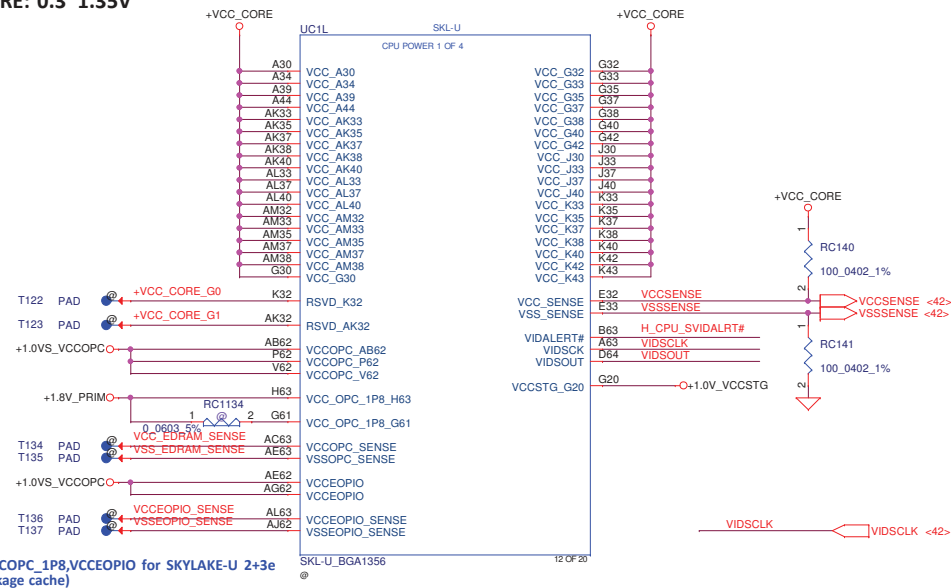 RE: 0.3 1.35V
+VCC_CORE
+VCC_CORE
UC1L
SKL-U
CPU POWER 1 OF 4
A30 VCC_A30
A34 VCC_A34
A39 VCC_A39
A44 VCC_A44
AK33 VCC_AK33
AK35 VCC_AK35
AK37 VCC_AK37
AK38 VCC_AK38
AK40 VCC_AK40
AL33 VCC_AL33
AL37 VCC_AL37
AL40 VCC_AL40
AM32 VCC_AM32
AM33 VCC_AM33
AM35 VCC_AM35
AM37 VCC_AM37
AM38 VCC_AM38
G30 VCC_G30
VCC_G32 G32
VCC_G33 G33
VCC_G35 G35
VCC_G37 G37
VCC_G38 G38
VCC_G40 G40
VCC_G42 G42
VCC_J30 J30
VCC_J33 J33
VCC_J37 J37
VCC_J40 J40
VCC_K33 K33
VCC_K35 K35
VCC_K37 K37
VCC_K38 K38
VCC_K40 K40
VCC_K42 K42
VCC_K43 K43
T122 PAD @ +VCC_CORE_G0 K32 RSVD_K32
T123 PAD @ +VCC_CORE_G1 AK32 RSVD_AK32
+1.0VS_VCCOPC AB62 VCCOPC_AB62
P62 VCCOPC_P62
V62 VCCOPC_V62
+1.8V_PRIM H63 VCC_OPC_1P8_H63
RC1134
1 @ 2 G61 VCC_OPC_1P8_G61
0_0603_5%
T134 PAD @ VCC_EDRAM_SENSE AC63 VCCOPC_SENSE
T135 PAD @ VSS_EDRAM_SENSE AE63 VSSOPC_SENSE
+1.0VS_VCCOPC AE62 VCCEOPIO
AG62 VCCEOPIO
T136 PAD @ VCCEOPIO_SENSE AL63 VCCEOPIO_SENSE
T137 PAD @ VSSEOPIO_SENSE AJ62 VSSEOPIO_SENSE
+VCC_CORE
1
RC140
100_0402_1%
2
VCC_SENSE E32 VCCSENSE VCCSENSE <42>
VSS_SENSE E33 VSSSENSE VSSSENSE <42>
VIDALERT# B63 H_CPU_SVIDALRT#
VIDSCK A63 VIDSCLK
VIDSOUT D64 VIDSOUT
1
RC141
100_0402_1%
2
VCCSTG_G20 G20 +1.0V_VCCSTG
VIDSCLK VIDSCLK <42>
SKL-U_BGA1356
12 OF 20
@
COPC_1P8,VCCEOPIO for SKYLAKE-U 2+3e
kage cache)